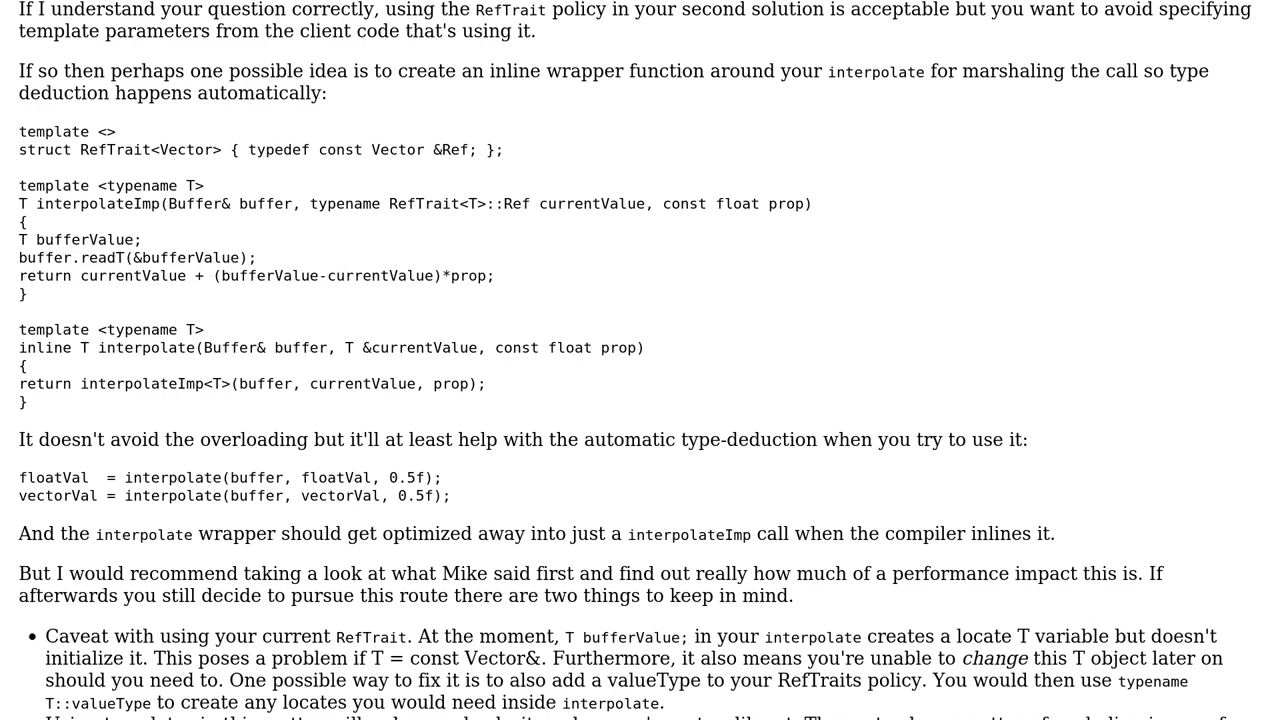 If I understand your question correctly, using the RefTrait policy in your second solution is acceptable but you want to avoid specifying
template parameters from the client code that's using it.
If so then perhaps one possible idea is to create an inline wrapper function around your interpolate for marshaling the call so type
deduction happens automatically:
template <>
struct RefTrait<Vector> { typedef const Vector &Ref; };
template <typename T>
T interpolateImp(Buffer& buffer, typename RefTrait<T>::Ref currentValue, const float prop)
{
T bufferValue;
buffer.readT(&bufferValue);
return currentValue + (bufferValue-currentValue)*prop;
}
template <typename T>
inline T interpolate(Buffer& buffer, T &currentValue, const float prop)
{
return interpolateImp<T>(buffer, currentValue, prop);
}
It doesn't avoid the overloading but it'll at least help with the automatic type-deduction when you try to use it:
floatVal  = interpolate(buffer, floatVal, 0.5f);
vectorVal = interpolate(buffer, vectorVal, 0.5f);
And the interpolate wrapper should get optimized away into just a interpolateImp call when the compiler inlines it.
But I would recommend taking a look at what Mike said first and find out really how much of a performance impact this is. If
afterwards you still decide to pursue this route there are two things to keep in mind.
• Caveat with using your current RefTrait. At the moment, T bufferValue; in your interpolate creates a locate T variable but doesn't
initialize it. This poses a problem if T = const Vector&. Furthermore, it also means you're unable to change this T object later on
should you need to. One possible way to fix it is to also add a valueType to your RefTraits policy. You would then use typename
T::valueType to create any locates you would need inside interpolate.